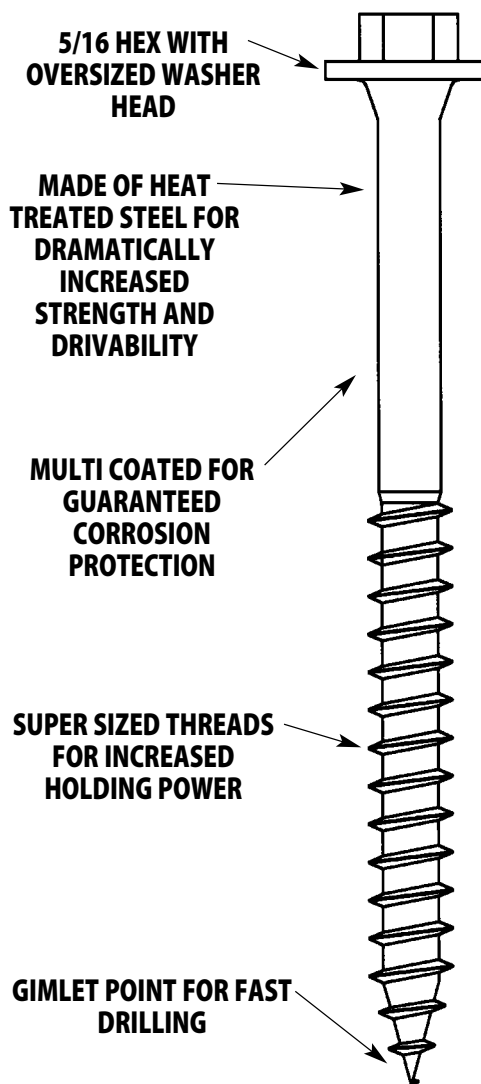 5/16 HEX WITH
OVERSIZED WASHER
HEAD
MADE OF HEAT
TREATED STEEL FOR
DRAMATICALLY
INCREASED
STRENGTH AND
DRIVABILITY
MULTI COATED FOR
GUARANTEED
CORROSION
PROTECTION
SUPER SIZED THREADS
FOR INCREASED
HOLDING POWER
GIMLET POINT FOR FAST
DRILLING